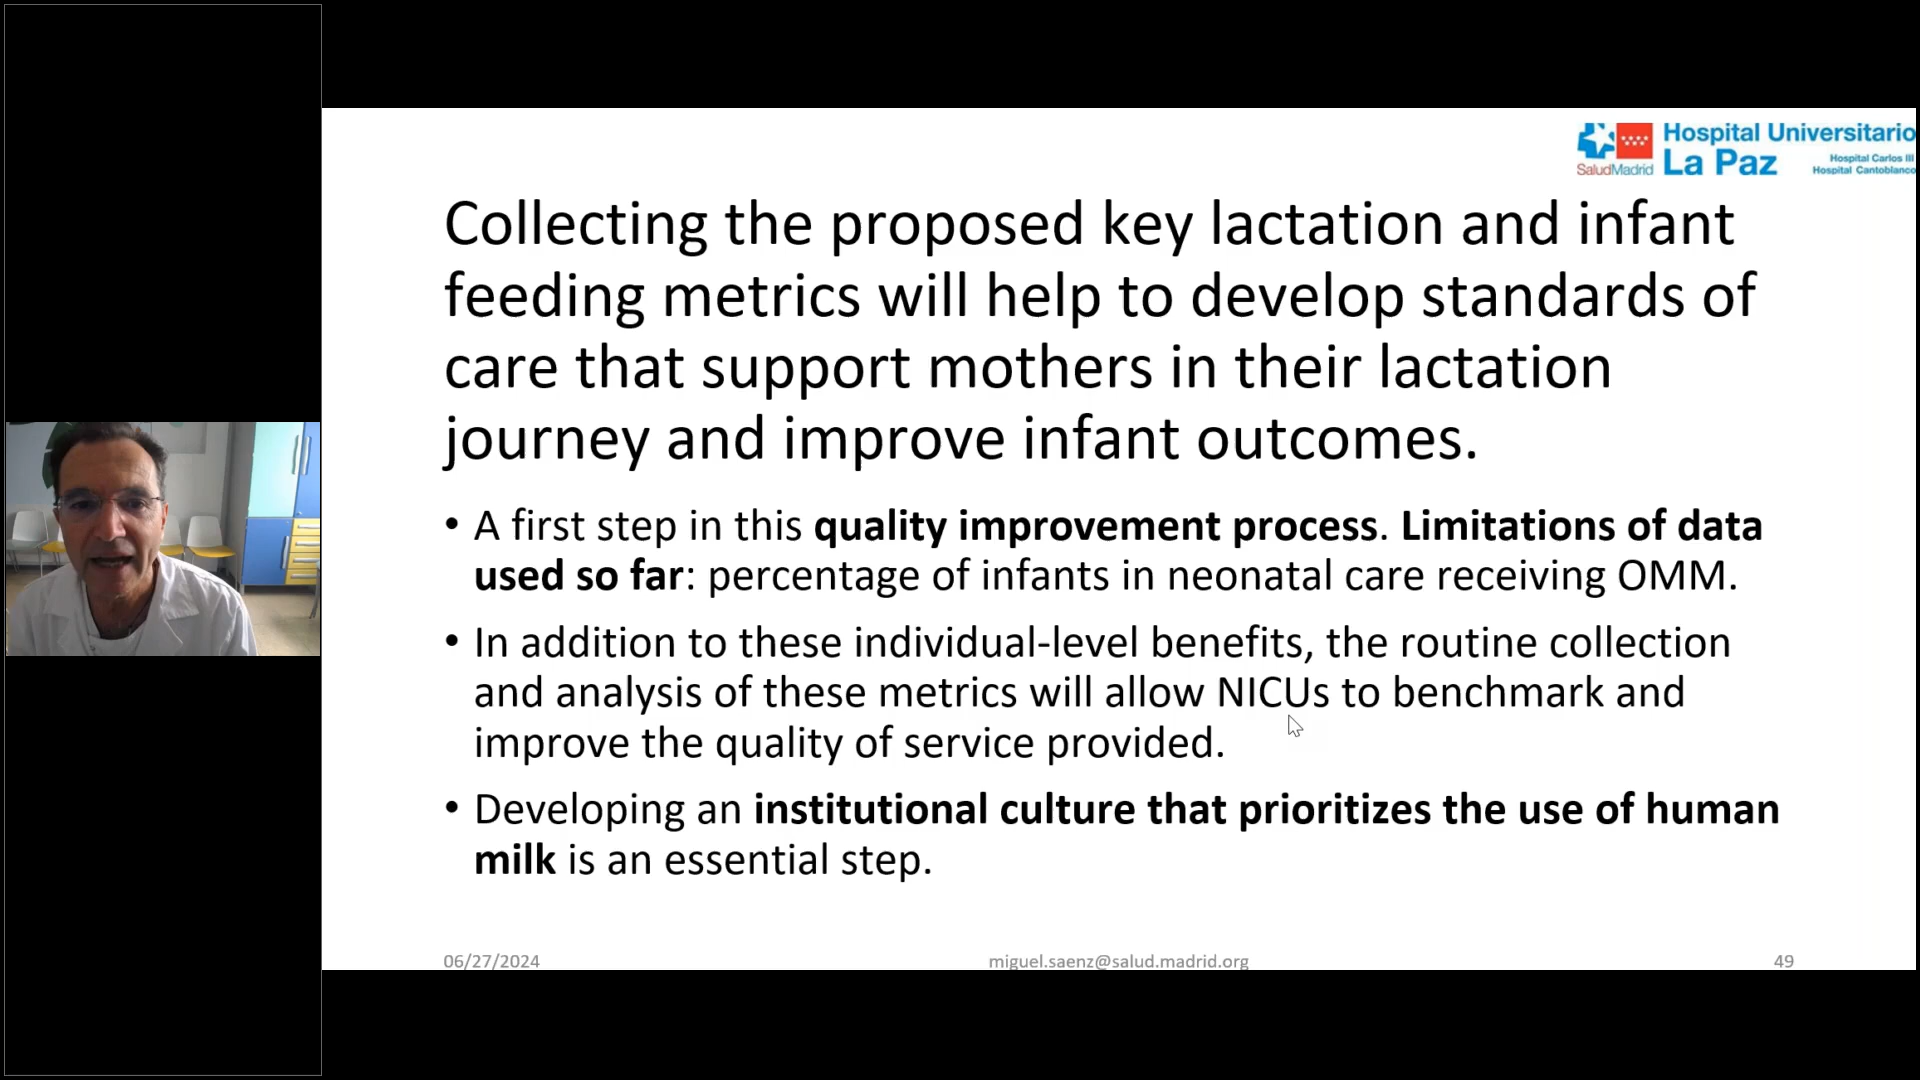 Hospital Universitario
La Paz
Hospital Carlos III
Hospital Cantoblanco
SaludMadrid
Collecting the proposed key lactation and infant
feeding metrics will help to develop standards of
care that support mothers in their lactation
journey and improve infant outcomes.
• A first step in this quality improvement process. Limitations of data
used so far: percentage of infants in neonatal care receiving OMM.
• In addition to these individual-level benefits, the routine collection
and analysis of these metrics will allow NICUs to benchmark and
improve the quality of service provided.
• Developing an institutional culture that prioritizes the use of human
milk is an essential step.
06/27/2024
miguel.saenz@salud.madrid.org
49